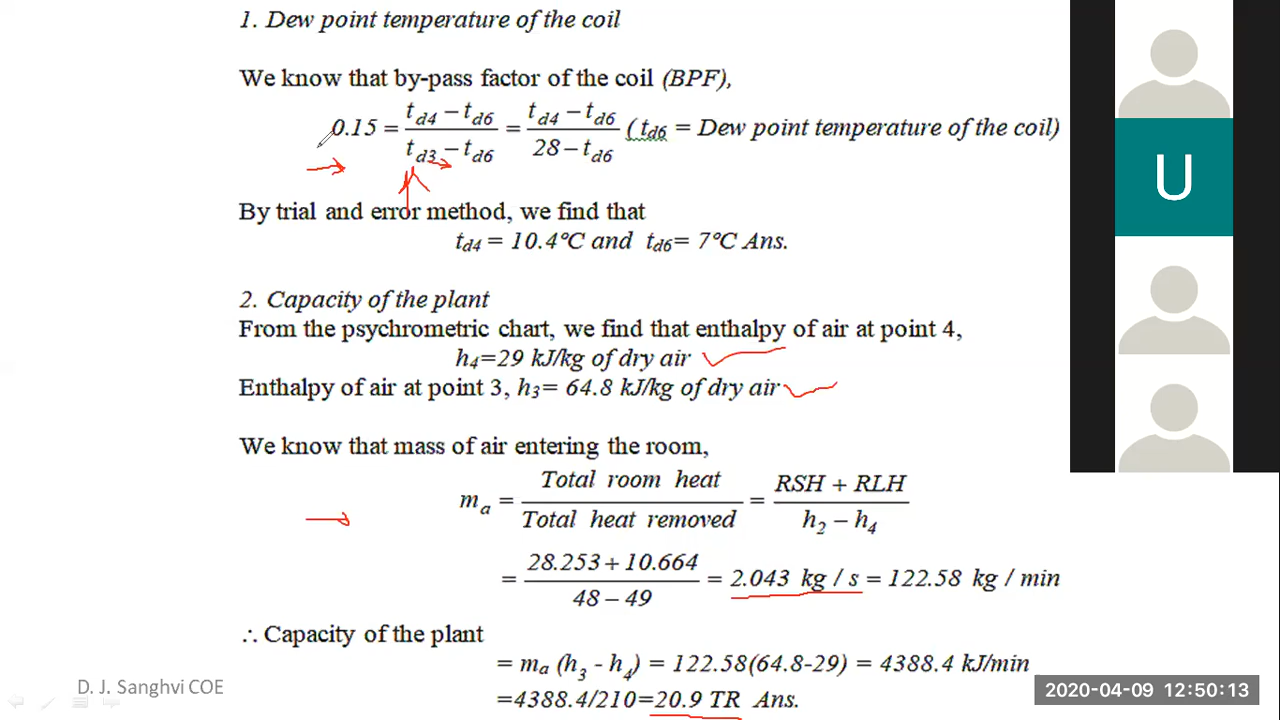 1. Dew point temperature of the coil
We know that by-pass factor of the coil (BPF),
0.15 = (t_d4 − t_d6) / (t_d3 − t_d6) = (t_d4 − t_d6) / (28 − t_d6) ( t_d6 = Dew point temperature of the coil)
By trial and error method, we find that
t_d4 = 10.4°C and t_d6= 7°C Ans.
2. Capacity of the plant
From the psychrometric chart, we find that enthalpy of air at point 4,
h_4=29 kJ/kg of dry air
Enthalpy of air at point 3, h_3= 64.8 kJ/kg of dry air
We know that mass of air entering the room,
m_a = Total room heat / Total heat removed = (RSH + RLH) / (h_2 − h_4)
= (28.253 + 10.664) / (48 − 49) = 2.043 kg / s = 122.58 kg / min
∴ Capacity of the plant
= m_a (h_3 - h_4) = 122.58(64.8-29) = 4388.4 kJ/min
=4388.4/210=20.9 TR Ans.
D. J. Sanghvi COE
U
2020-04-09 12:50:13